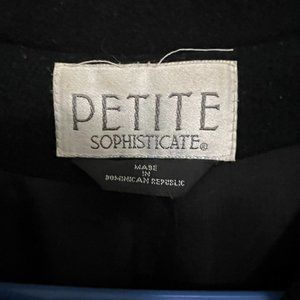 PETITE
SOPHISTICATE®
MADE
IN
DOMINICAN REPUBLIC